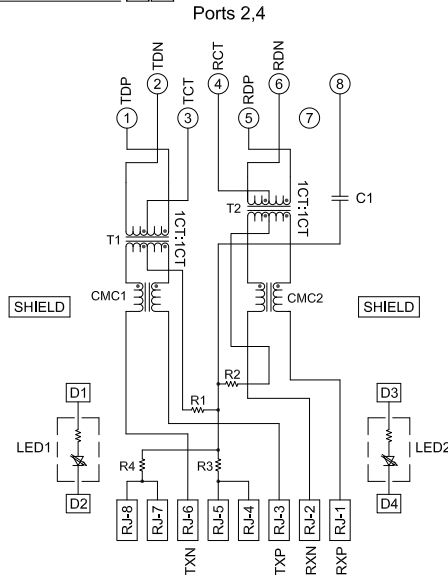 Ports 2,4
TDP
TDN
TCT
RCT
RDP
RDN
1
2
3
4
5
6
7
8
1CT:1CT
T1
T2
1CT:1CT
C1
CMC1
CMC2
SHIELD
SHIELD
R2
R1
D1
D3
LED1
LED2
R4
R3
D2
D4
RJ-8
RJ-7
RJ-6
RJ-5
RJ-4
RJ-3
RJ-2
RJ-1
TXN
TXP
RXN
RXP